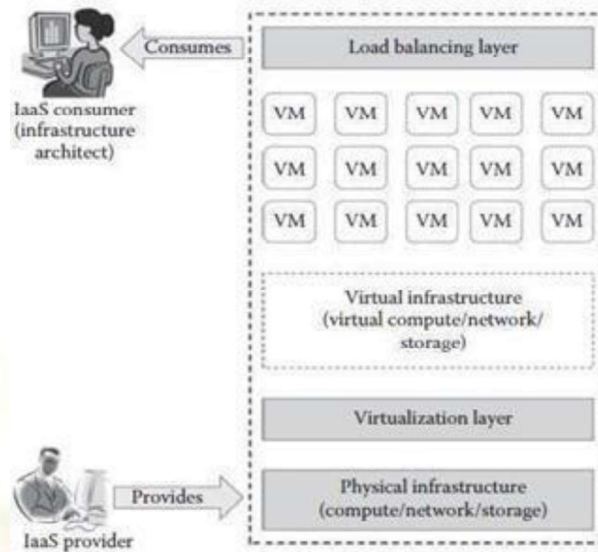 Consumes
Load balancing layer
IaaS consumer
(infrastructure
architect)
VM VM VM VM VM
VM VM VM VM VM
VM VM VM VM VM
Virtual infrastructure
(virtual compute/network/
storage)
Virtualization layer
Provides
Physical infrastructure
(compute/network/storage)
IaaS provider